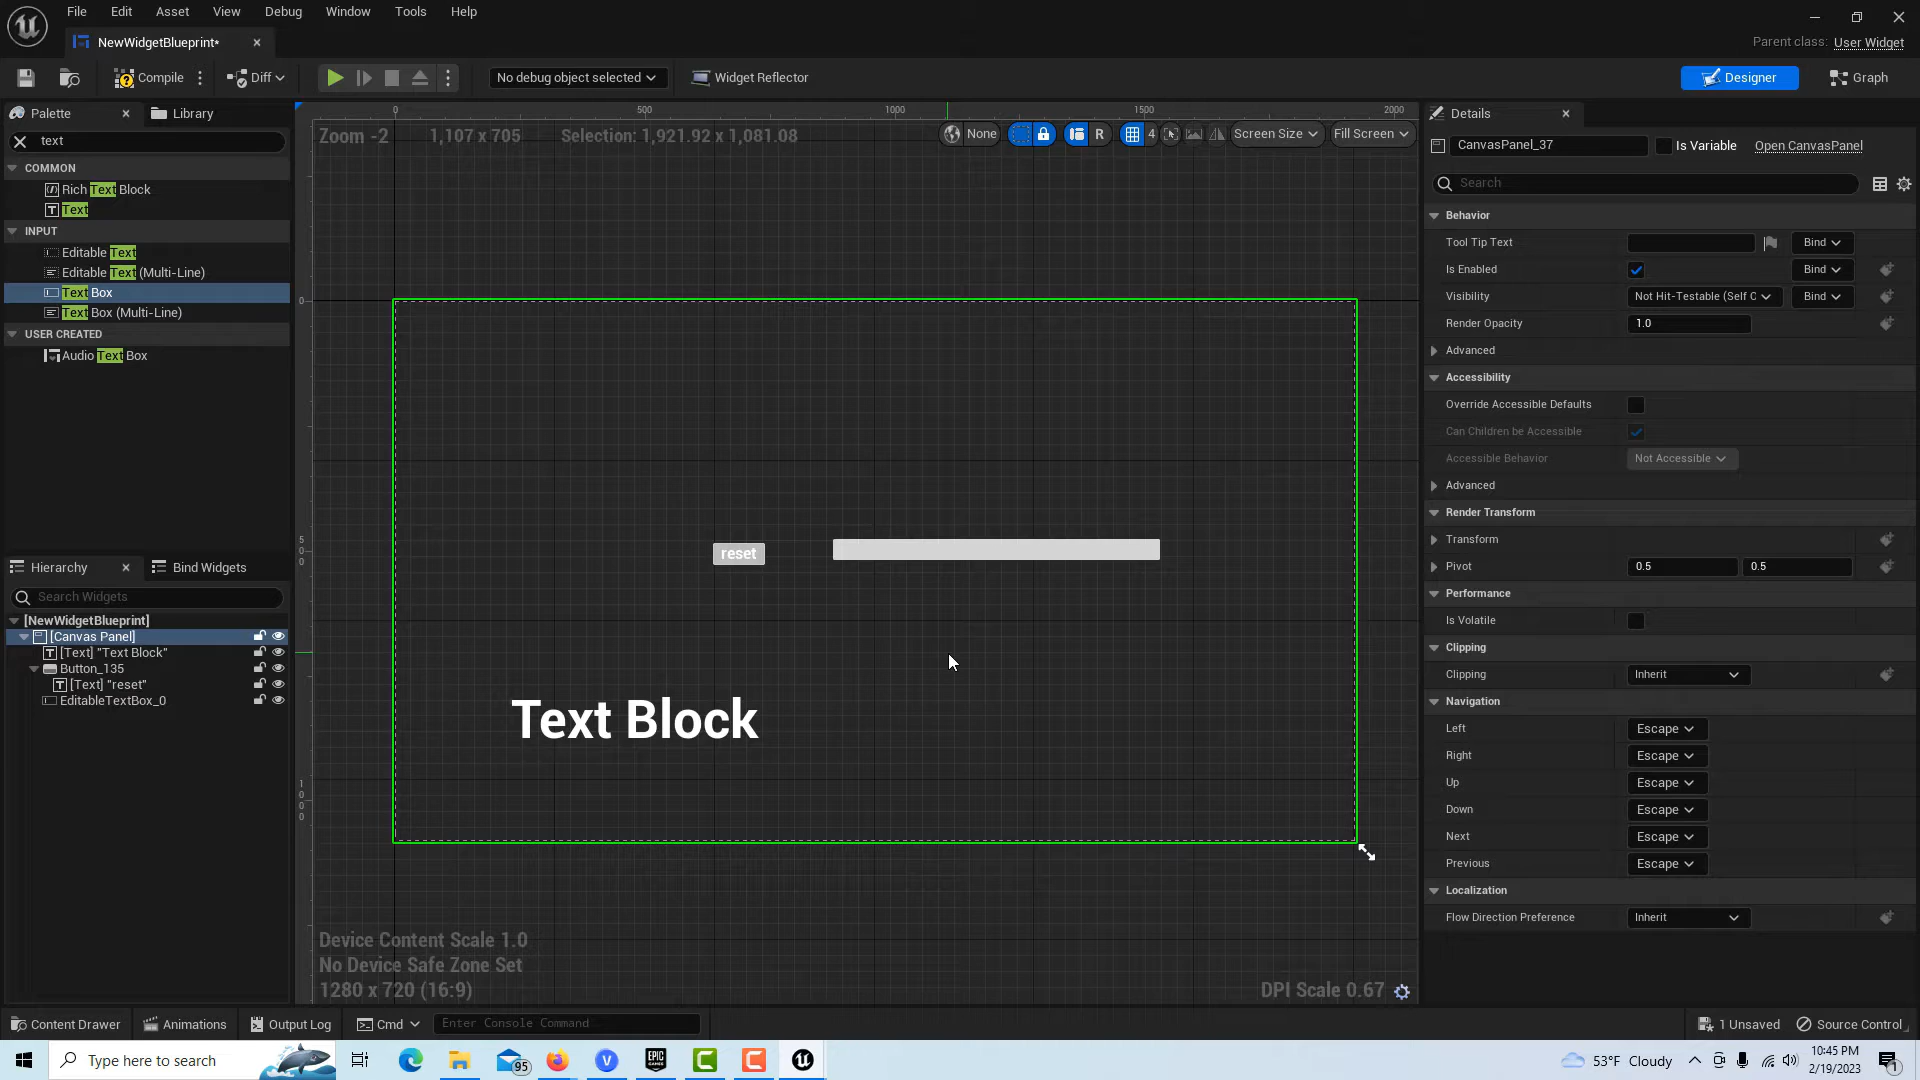 File Edit Asset View Debug Window Tools Help
NewWidgetBlueprint*
Parent class: User Widget
Compile Diff No debug object selected Widget Reflector Designer Graph
Palette Library
text
COMMON
Rich Text Block
Text
INPUT
Editable Text
Editable Text (Multi-Line)
Text Box
Text Box (Multi-Line)
USER CREATED
Audio Text Box
Hierarchy Bind Widgets
Search Widgets
[NewWidgetBlueprint]
[Canvas Panel]
[Text] "Text Block"
Button_135
[Text] "reset"
EditableTextBox_0
0 500 1000 1500 2000
Zoom -2 1,107 x 705 Selection: 1,921.92 x 1,081.08 None R 4 Screen Size Fill Screen
0
500
1000
reset
Text Block
Device Content Scale 1.0
No Device Safe Zone Set
1280 x 720 (16:9)
DPI Scale 0.67
Details
CanvasPanel_37 Is Variable Open CanvasPanel
Search
Behavior
Tool Tip Text Bind
Is Enabled Bind
Visibility Not Hit-Testable (Self C Bind
Render Opacity 1.0
Advanced
Accessibility
Override Accessible Defaults
Can Children be Accessible
Accessible Behavior Not Accessible
Advanced
Render Transform
Transform
Pivot 0.5 0.5
Performance
Is Volatile
Clipping
Clipping Inherit
Navigation
Left Escape
Right Escape
Up Escape
Down Escape
Next Escape
Previous Escape
Localization
Flow Direction Preference Inherit
Content Drawer Animations Output Log Cmd Enter Console Command 1 Unsaved Source Control
Type here to search 95 EPIC GAMES 53°F Cloudy 10:45 PM
2/19/2023 1